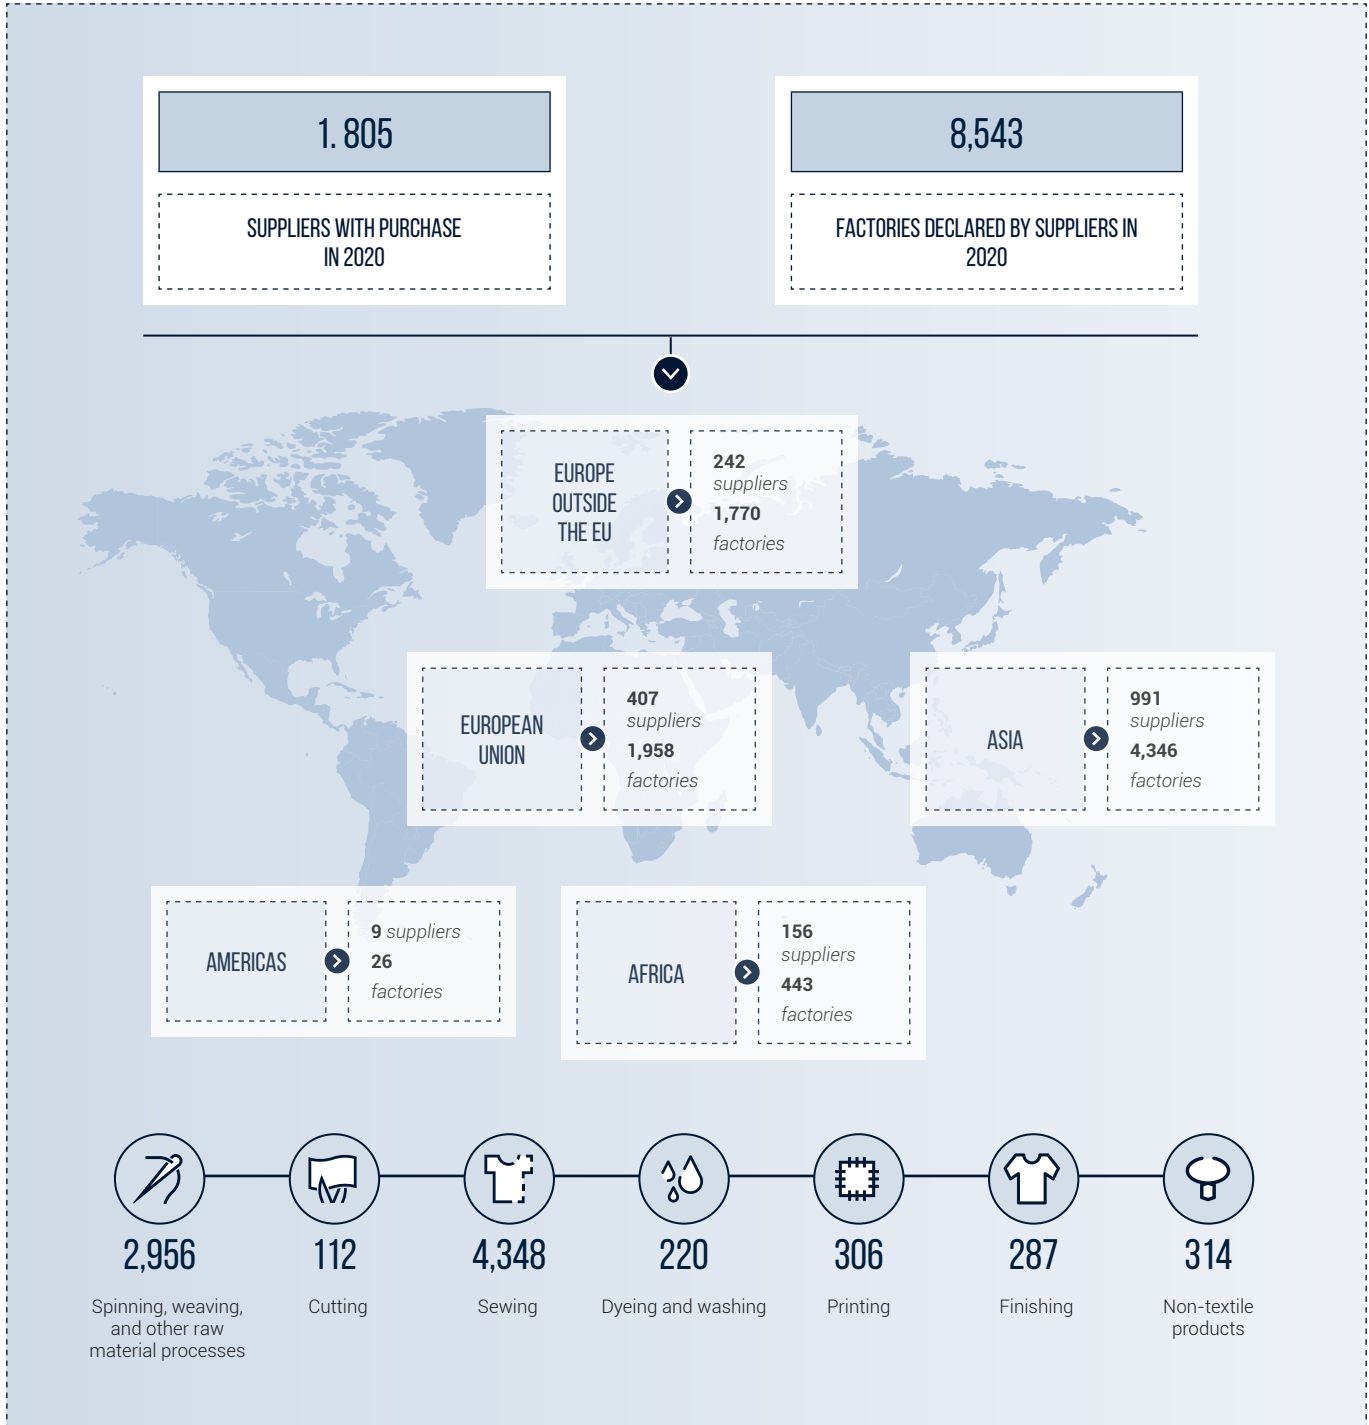 1. 805
SUPPLIERS WITH PURCHASE
IN 2020
8,543
FACTORIES DECLARED BY SUPPLIERS IN
2020
EUROPE
OUTSIDE
THE EU
242
suppliers
1,770
factories
EUROPEAN
UNION
407
suppliers
1,958
factories
ASIA
991
suppliers
4,346
factories
AMERICAS
9 suppliers
26
factories
AFRICA
156
suppliers
443
factories
2,956
Spinning, weaving,
and other raw
material processes
112
Cutting
4,348
Sewing
220
Dyeing and washing
306
Printing
287
Finishing
314
Non-textile
products